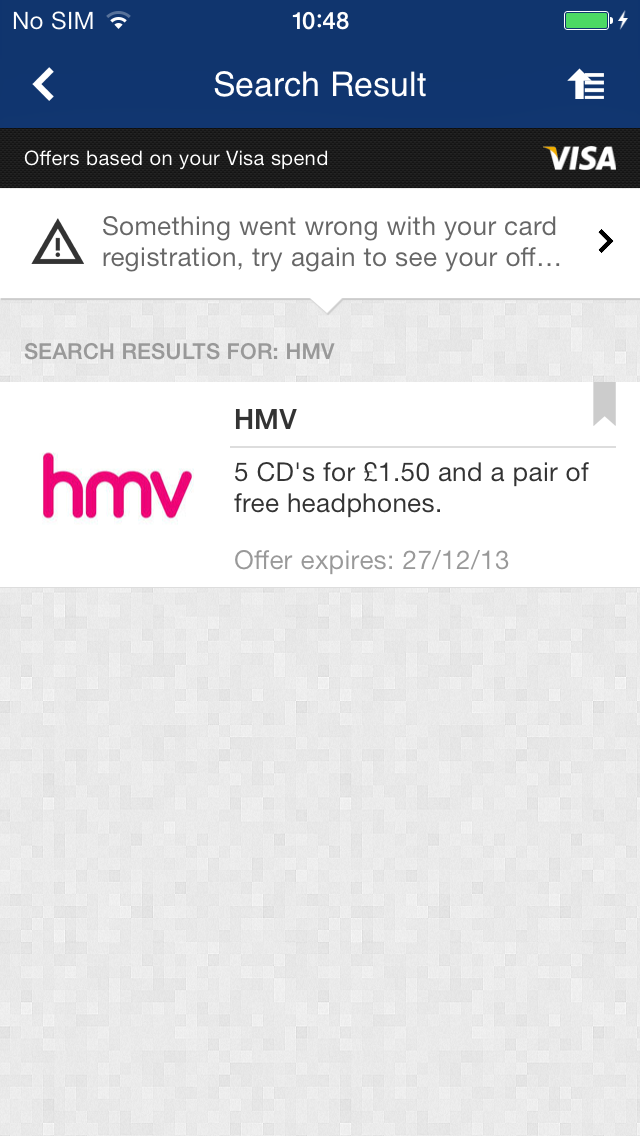 No SIM 10:48
Search Result
Offers based on your Visa spend VISA
Something went wrong with your card
registration, try again to see your off…
SEARCH RESULTS FOR: HMV
HMV
hmv
5 CD's for £1.50 and a pair of
free headphones.
Offer expires: 27/12/13